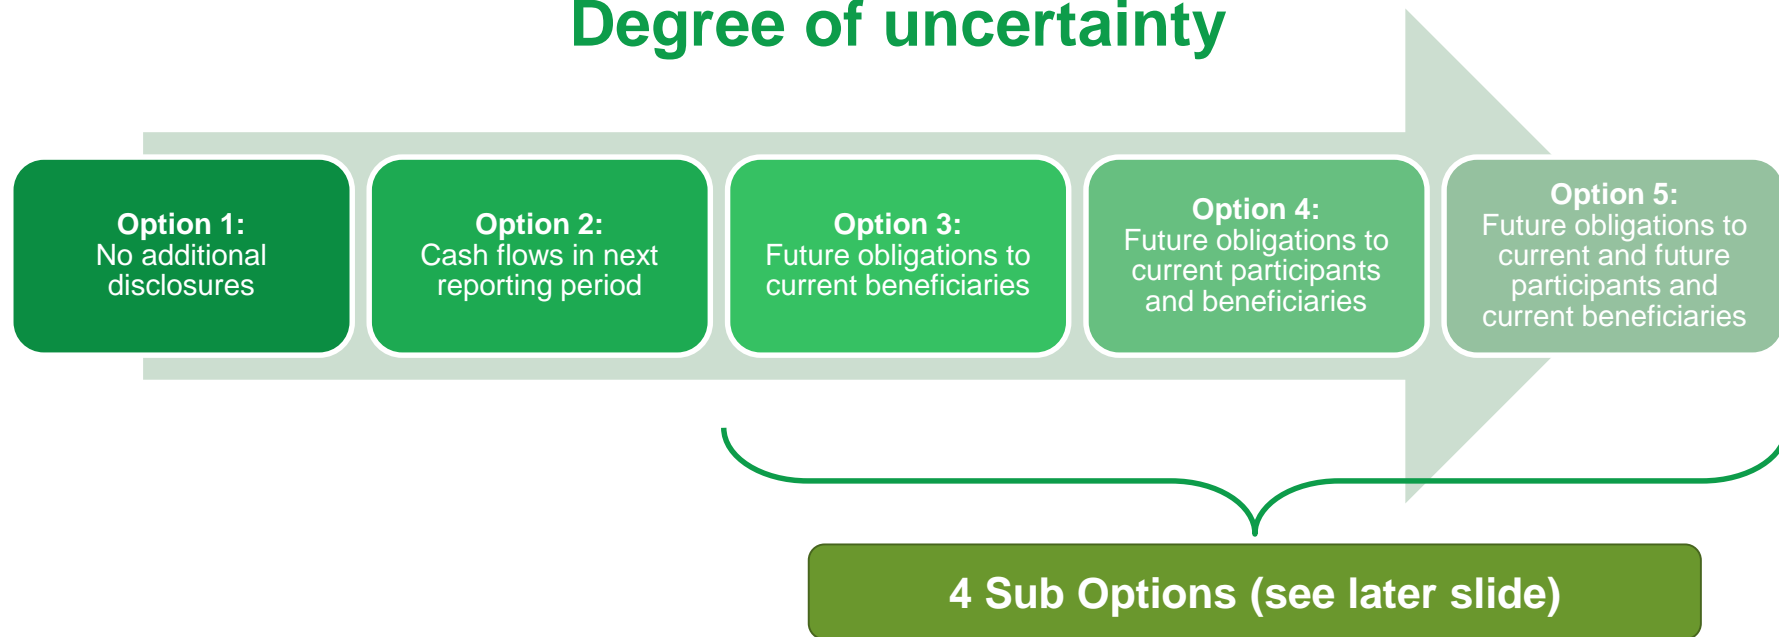 Degree of uncertainty
Option 1:
No additional
disclosures
Option 2:
Cash flows in next
reporting period
Option 3:
Future obligations to
current beneficiaries
Option 4:
Future obligations to
current participants
and beneficiaries
Option 5:
Future obligations to
current and future
participants and
current beneficiaries
4 Sub Options (see later slide)